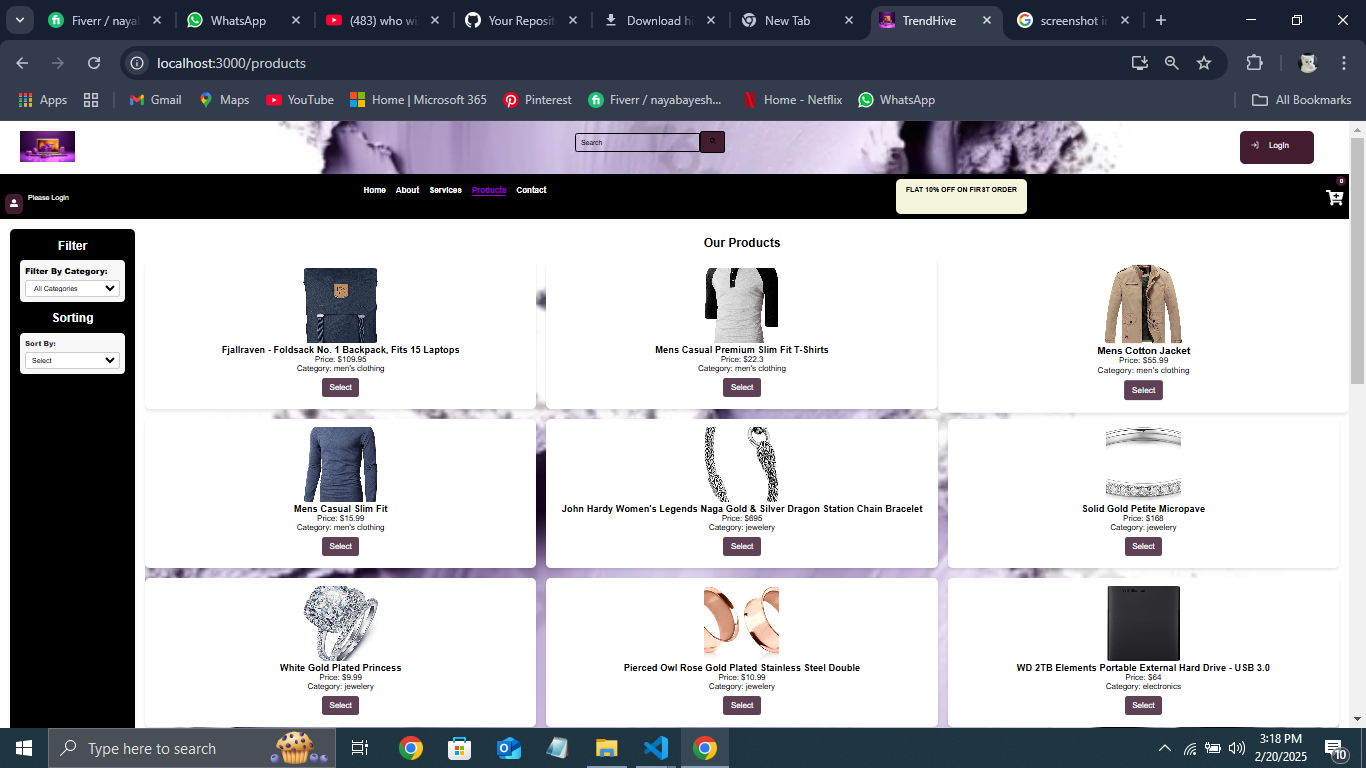 Fiverr / nayal
WhatsApp
(483) who wi
Your Reposit
Download hi
New Tab
TrendHive
screenshot in
localhost:3000/products
Apps
Gmail
Maps
YouTube
Home | Microsoft 365
Pinterest
Fiverr / nayabayesh...
Home - Netflix
WhatsApp
All Bookmarks
Search
Login
Please Login
Home
About
Services
Products
Contact
FLAT 10% OFF ON FIRST ORDER
0
Filter
Filter By Category:
All Categories
Sorting
Sort By:
Select
Our Products
Fjallraven - Foldsack No. 1 Backpack, Fits 15 Laptops
Price: $109.95
Category: men's clothing
Select
Mens Casual Premium Slim Fit T-Shirts
Price: $22.3
Category: men's clothing
Select
Mens Cotton Jacket
Price: $55.99
Category: men's clothing
Select
Mens Casual Slim Fit
Price: $15.99
Category: men's clothing
Select
John Hardy Women's Legends Naga Gold & Silver Dragon Station Chain Bracelet
Price: $695
Category: jewelery
Select
Solid Gold Petite Micropave
Price: $168
Category: jewelery
Select
White Gold Plated Princess
Price: $9.99
Category: jewelery
Select
Pierced Owl Rose Gold Plated Stainless Steel Double
Price: $10.99
Category: jewelery
Select
WD 2TB Elements Portable External Hard Drive - USB 3.0
Price: $64
Category: electronics
Select
Type here to search
3:18 PM
2/20/2025
10